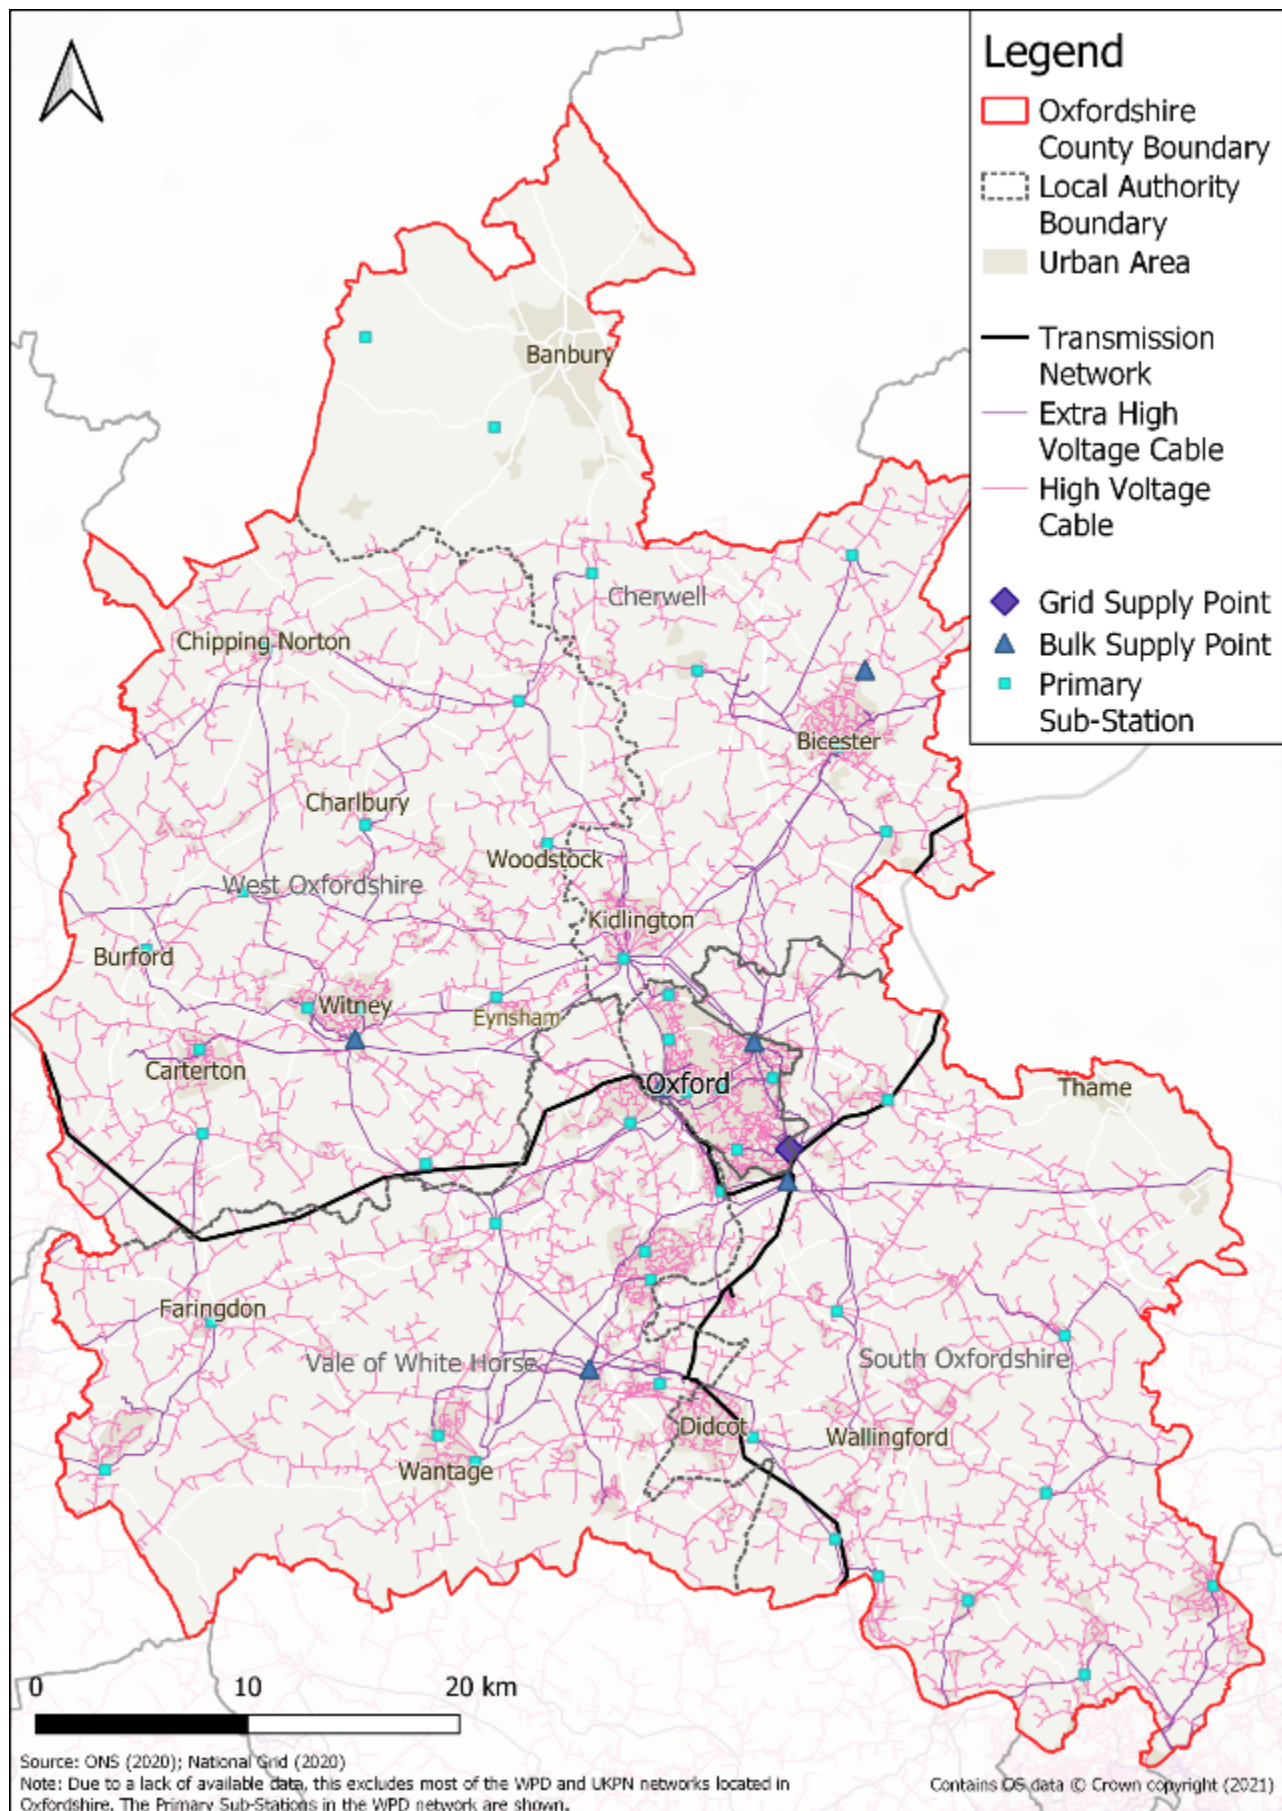 Legend
Oxfordshire
County Boundary
Local Authority
Boundary
Urban Area
Transmission
Network
Extra High
Voltage Cable
High Voltage
Cable
Grid Supply Point
Bulk Supply Point
Primary
Sub-Station
Banbury
Cherwell
Chipping Norton
Bicester
Charlbury
Woodstock
West Oxfordshire
Kidlington
Burford
Witney
Eynsham
Carterton
Oxford
Thame
Faringdon
Vale of White Horse
South Oxfordshire
Didcot
Wallingford
Wantage
0 10 20 km
Source: ONS (2020); National Grid (2020)
Note: Due to a lack of available data, this excludes most of the WPD and UKPN networks located in
Oxfordshire. The Primary Sub-Stations in the WPD network are shown.
Contains OS data © Crown copyright (2021)